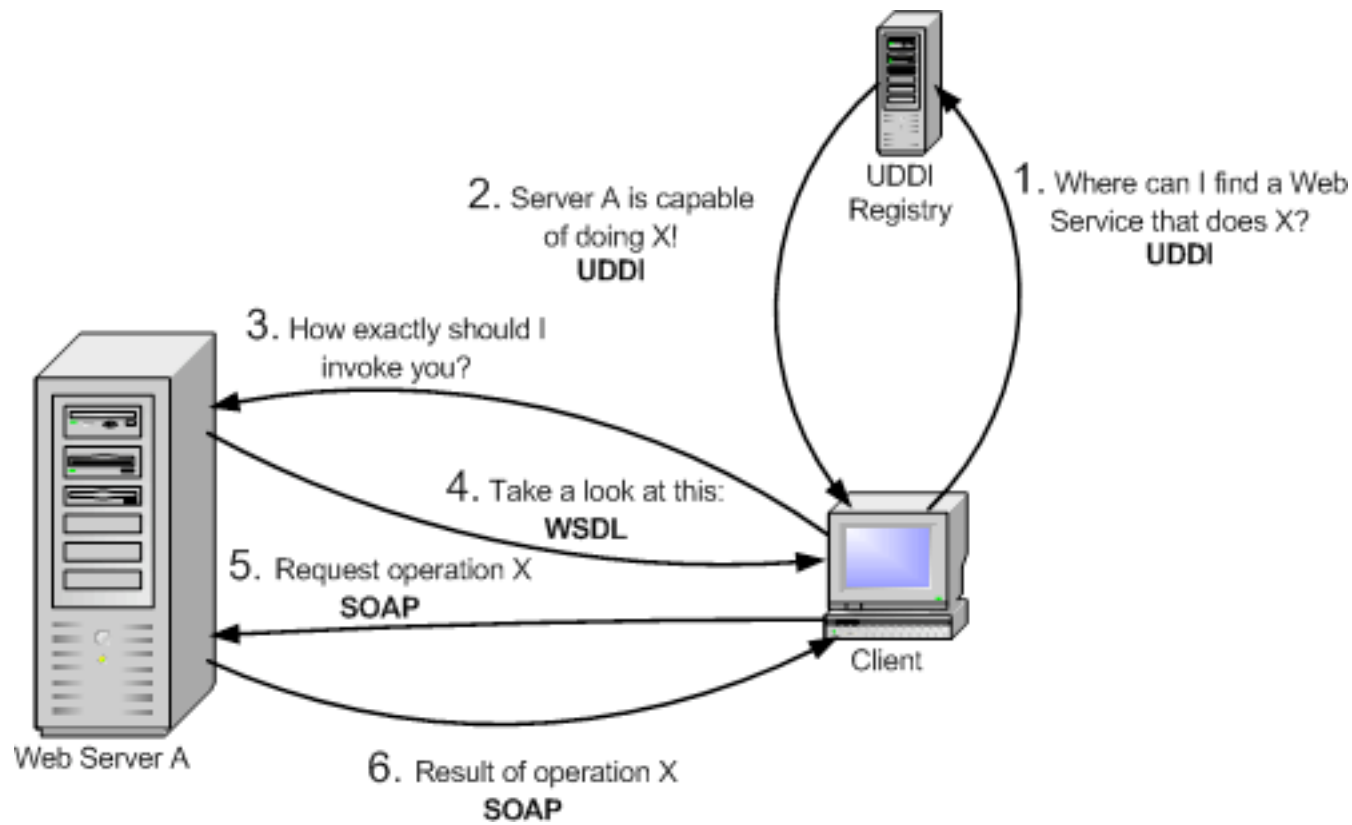 UDDI
Registry
1. Where can I find a Web
Service that does X?
UDDI
2. Server A is capable
of doing X!
UDDI
3. How exactly should I
invoke you?
4. Take a look at this:
WSDL
5. Request operation X
SOAP
Client
Web Server A
6. Result of operation X
SOAP